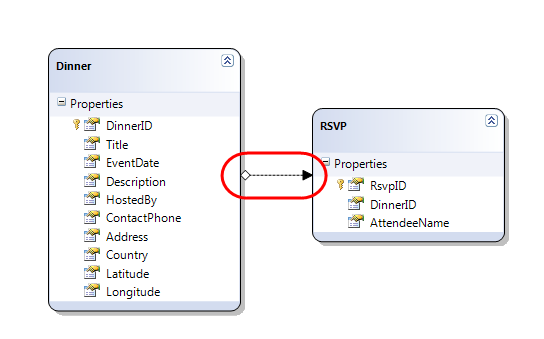 Dinner
Properties
DinnerID
Title
EventDate
Description
HostedBy
ContactPhone
Address
Country
Latitude
Longitude
RSVP
Properties
RsvpID
DinnerID
AttendeeName